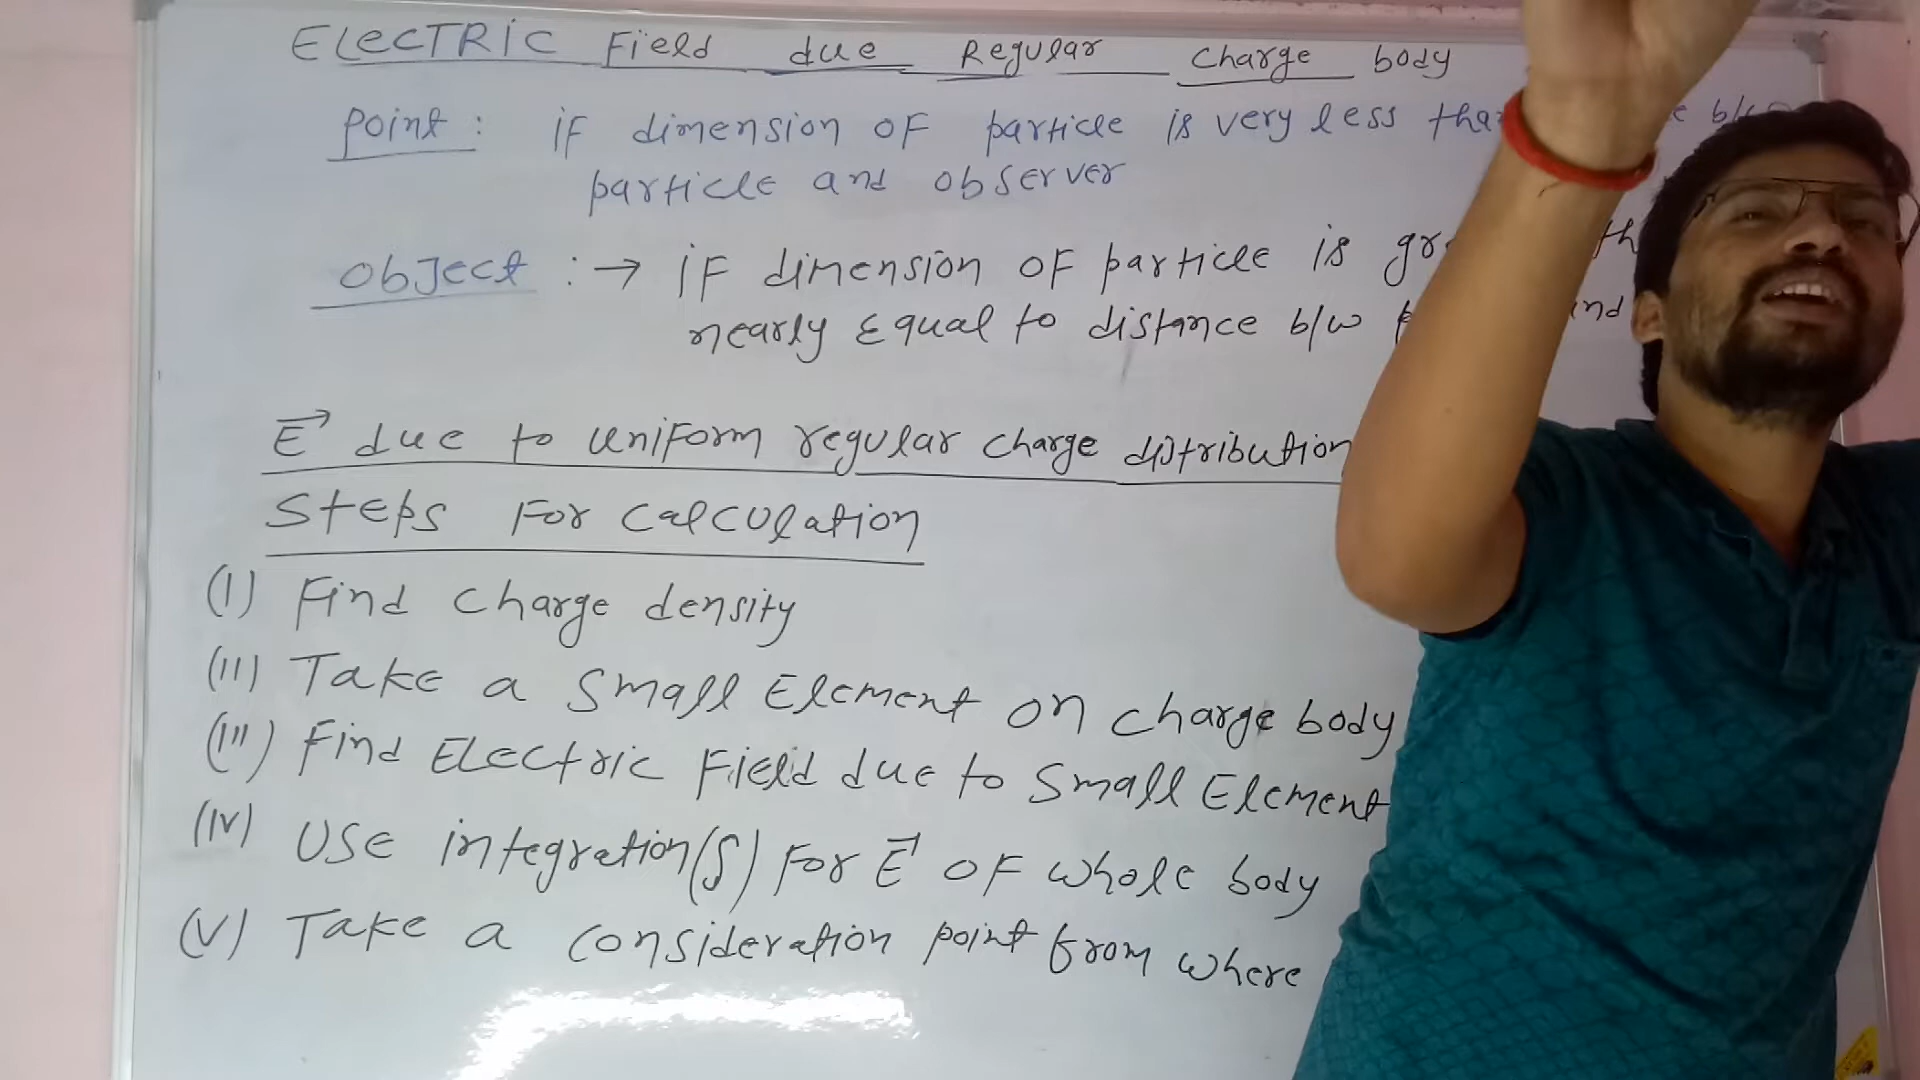 ELECTRIC Field due Regular charge body
point : if dimension of particle is very less
particle and observer
object : → if dimension of particle is
nearly Equal to distance b/w
E⃗ due to uniform regular charge distribution
Steps For calculation
(I) Find charge density
(II) Take a small Element on charge body
(III) Find Electric Field due to small Element
(IV) Use integration(∫) For E⃗ of whole body
(V) Take a consideration point from where